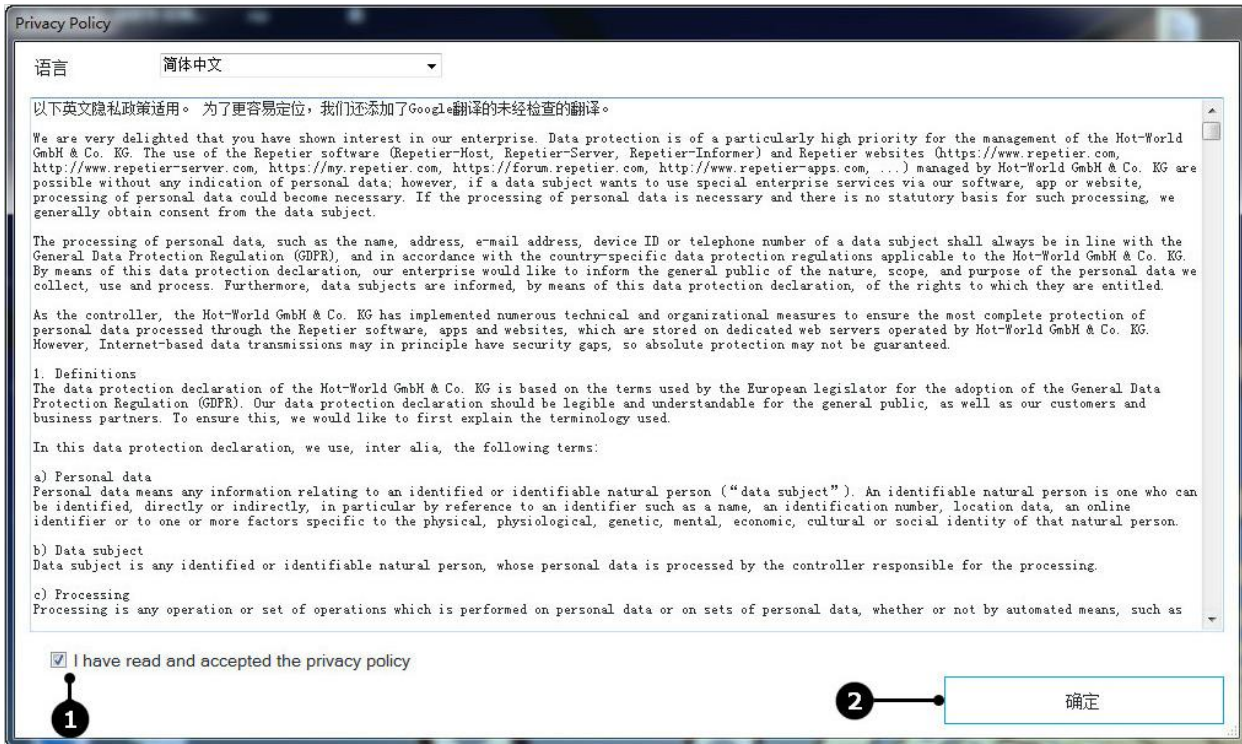 Privacy Policy
语言 简体中文
以下英文隐私政策适用。 为了更容易定位，我们还添加了Google翻译的未经检查的翻译。
We are very delighted that you have shown interest in our enterprise. Data protection is of a particularly high priority for the management of the Hot-World
GmbH & Co. KG. The use of the Repetier software (Repetier-Host, Repetier-Server, Repetier-Informer) and Repetier websites (https://www.repetier.com,
http://www.repetier-server.com, https://my.repetier.com, https://forum.repetier.com, http://www.repetier-apps.com, ...) managed by Hot-World GmbH & Co. KG are
possible without any indication of personal data; however, if a data subject wants to use special enterprise services via our software, app or website,
processing of personal data could become necessary. If the processing of personal data is necessary and there is no statutory basis for such processing, we
generally obtain consent from the data subject.
The processing of personal data, such as the name, address, e-mail address, device ID or telephone number of a data subject shall always be in line with the
General Data Protection Regulation (GDPR), and in accordance with the country-specific data protection regulations applicable to the Hot-World GmbH & Co. KG.
By means of this data protection declaration, our enterprise would like to inform the general public of the nature, scope, and purpose of the personal data we
collect, use and process. Furthermore, data subjects are informed, by means of this data protection declaration, of the rights to which they are entitled.
As the controller, the Hot-World GmbH & Co. KG has implemented numerous technical and organizational measures to ensure the most complete protection of
personal data processed through the Repetier software, apps and websites, which are stored on dedicated web servers operated by Hot-World GmbH & Co. KG.
However, Internet-based data transmissions may in principle have security gaps, so absolute protection may not be guaranteed.
1. Definitions
The data protection declaration of the Hot-World GmbH & Co. KG is based on the terms used by the European legislator for the adoption of the General Data
Protection Regulation (GDPR). Our data protection declaration should be legible and understandable for the general public, as well as our customers and
business partners. To ensure this, we would like to first explain the terminology used.
In this data protection declaration, we use, inter alia, the following terms:
a) Personal data
Personal data means any information relating to an identified or identifiable natural person (“data subject”). An identifiable natural person is one who can
be identified, directly or indirectly, in particular by reference to an identifier such as a name, an identification number, location data, an online
identifier or to one or more factors specific to the physical, physiological, genetic, mental, economic, cultural or social identity of that natural person.
b) Data subject
Data subject is any identified or identifiable natural person, whose personal data is processed by the controller responsible for the processing.
c) Processing
Processing is any operation or set of operations which is performed on personal data or on sets of personal data, whether or not by automated means, such as
I have read and accepted the privacy policy
1
2 确定